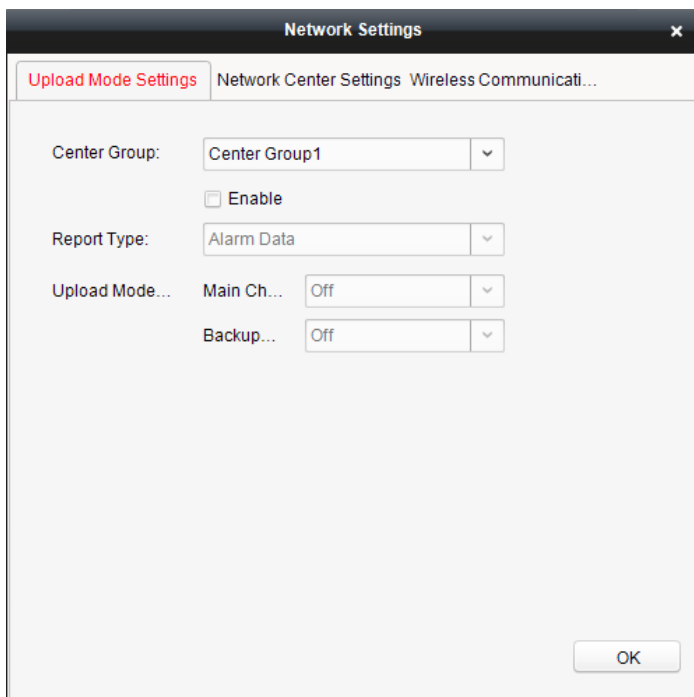 Network Settings
Upload Mode Settings Network Center Settings Wireless Communicati...
Center Group: Center Group1
Enable
Report Type: Alarm Data
Upload Mode... Main Ch... Off
Backup... Off
OK